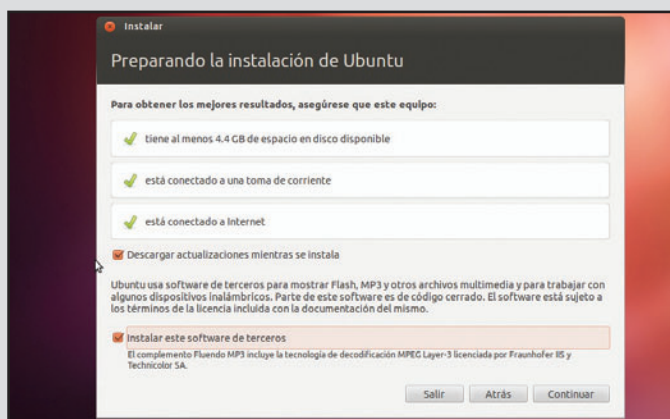 Instalar
Preparando la instalación de Ubuntu
Para obtener los mejores resultados, asegúrese que este equipo:
tiene al menos 4.4 GB de espacio en disco disponible
está conectado a una toma de corriente
está conectado a Internet
Descargar actualizaciones mientras se instala
Ubuntu usa software de terceros para mostrar Flash, MP3 y otros archivos multimedia y para trabajar con
algunos dispositivos inalámbricos. Parte de este software es de código cerrado. El software está sujeto a
los términos de la licencia incluida con la documentación del mismo.
Instalar este software de terceros
El complemento Fluendo MP3 incluye la tecnología de decodificación MPEG Layer-3 licenciada por Fraunhofer IIS y
Technicolor SA.
Salir Atrás Continuar